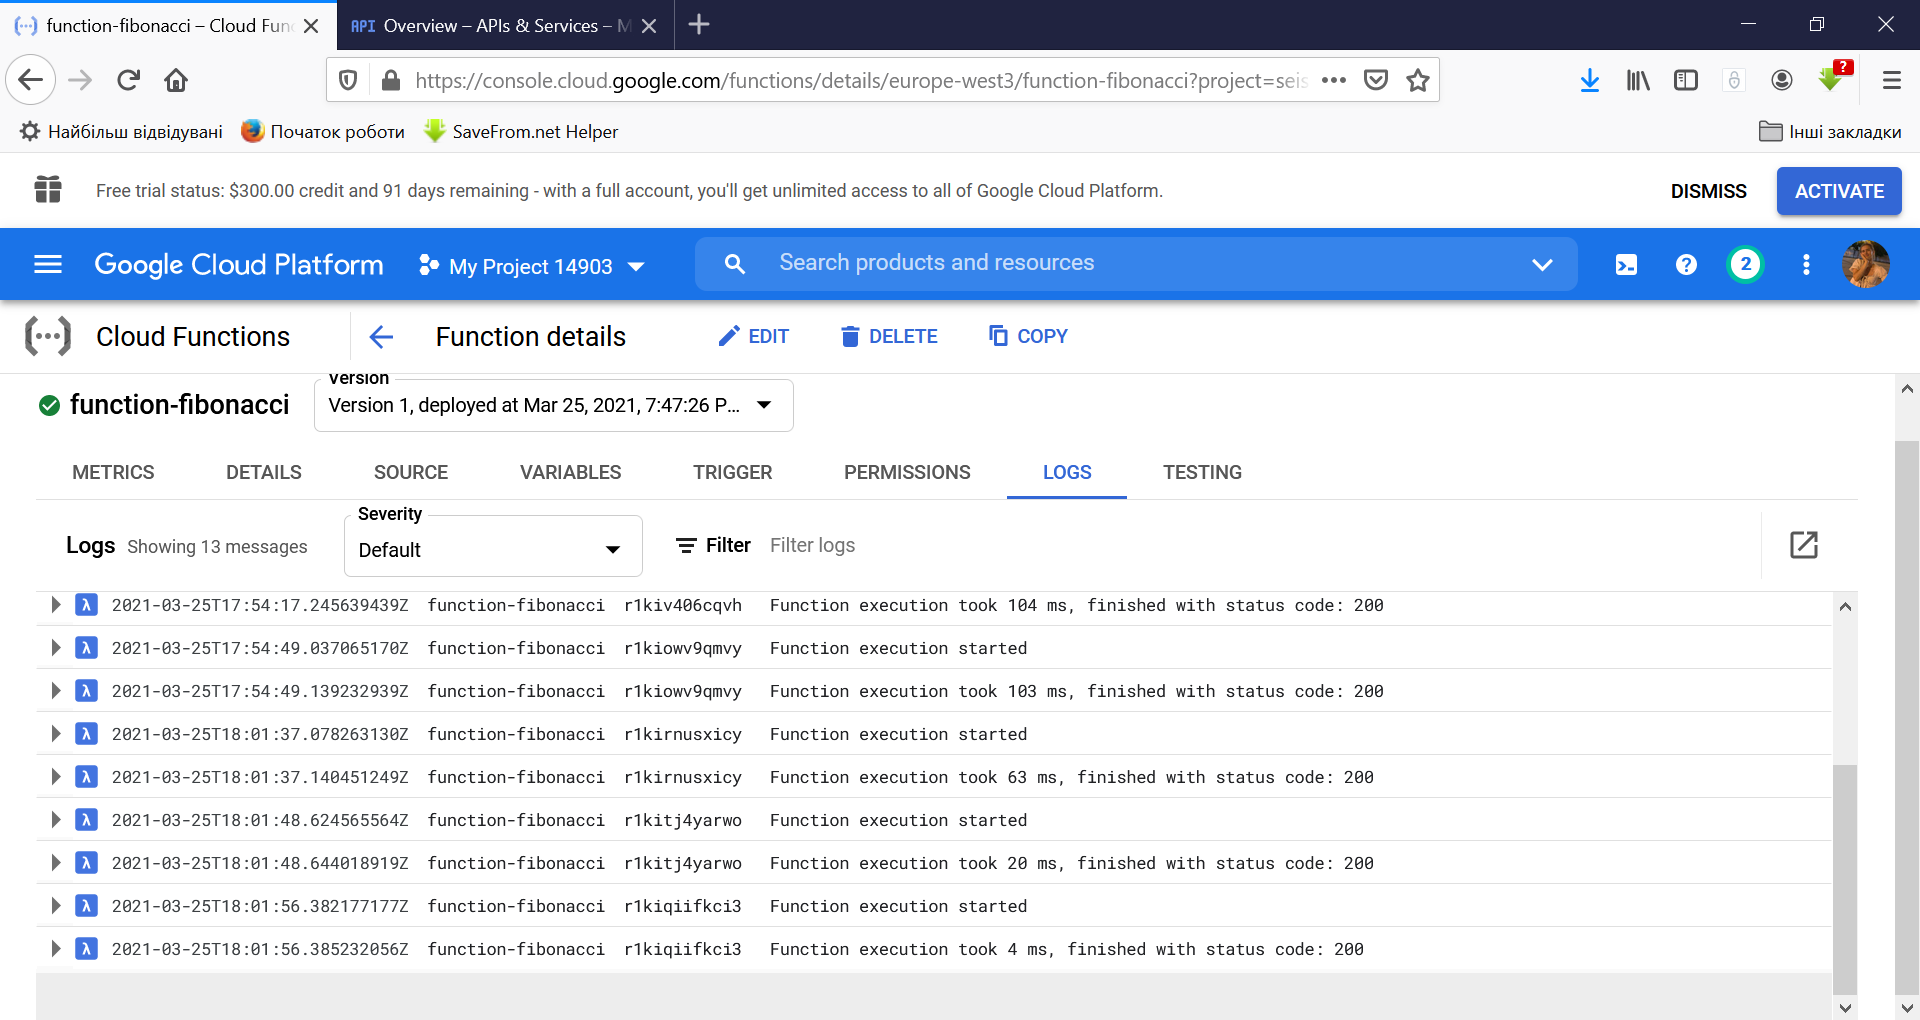 function-fibonacci – Cloud Func
API Overview – APIs & Services – M
https://console.cloud.google.com/functions/details/europe-west3/function-fibonacci?project=seis
?
Найбільш відвідувані
Початок роботи
SaveFrom.net Helper
Інші закладки
Free trial status: $300.00 credit and 91 days remaining - with a full account, you'll get unlimited access to all of Google Cloud Platform.
DISMISS
ACTIVATE
Google Cloud Platform
My Project 14903
Search products and resources
?
2
Cloud Functions
Function details
EDIT
DELETE
COPY
function-fibonacci
Version
Version 1, deployed at Mar 25, 2021, 7:47:26 P...
METRICS
DETAILS
SOURCE
VARIABLES
TRIGGER
PERMISSIONS
LOGS
TESTING
Logs Showing 13 messages
Severity
Default
Filter Filter logs
λ 2021-03-25T17:54:17.245639439Z function-fibonacci r1kiv406cqvh Function execution took 104 ms, finished with status code: 200
λ 2021-03-25T17:54:49.037065170Z function-fibonacci r1kiowv9qmvy Function execution started
λ 2021-03-25T17:54:49.139232939Z function-fibonacci r1kiowv9qmvy Function execution took 103 ms, finished with status code: 200
λ 2021-03-25T18:01:37.078263130Z function-fibonacci r1kirnusxicy Function execution started
λ 2021-03-25T18:01:37.140451249Z function-fibonacci r1kirnusxicy Function execution took 63 ms, finished with status code: 200
λ 2021-03-25T18:01:48.624565564Z function-fibonacci r1kitj4yarwo Function execution started
λ 2021-03-25T18:01:48.644018919Z function-fibonacci r1kitj4yarwo Function execution took 20 ms, finished with status code: 200
λ 2021-03-25T18:01:56.382177177Z function-fibonacci r1kiqiifkci3 Function execution started
λ 2021-03-25T18:01:56.385232056Z function-fibonacci r1kiqiifkci3 Function execution took 4 ms, finished with status code: 200